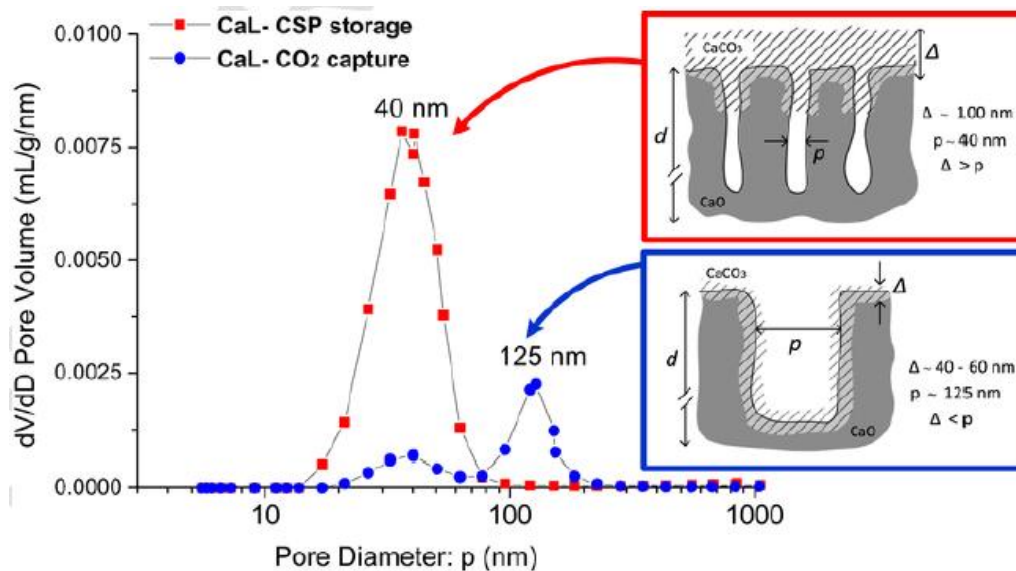 0.0100
0.0075
0.0050
0.0025
0.0000
dV/dD Pore Volume (mL/g/nm)
CaL- CSP storage
CaL- CO₂ capture
40 nm
125 nm
10
100
1000
Pore Diameter: p (nm)
CaCO₃
Δ
d
p
CaO
Δ ~ 100 nm
p ~ 40 nm
Δ > p
CaCO₃
Δ
d
p
CaO
Δ ~ 40 - 60 nm
p ~ 125 nm
Δ < p